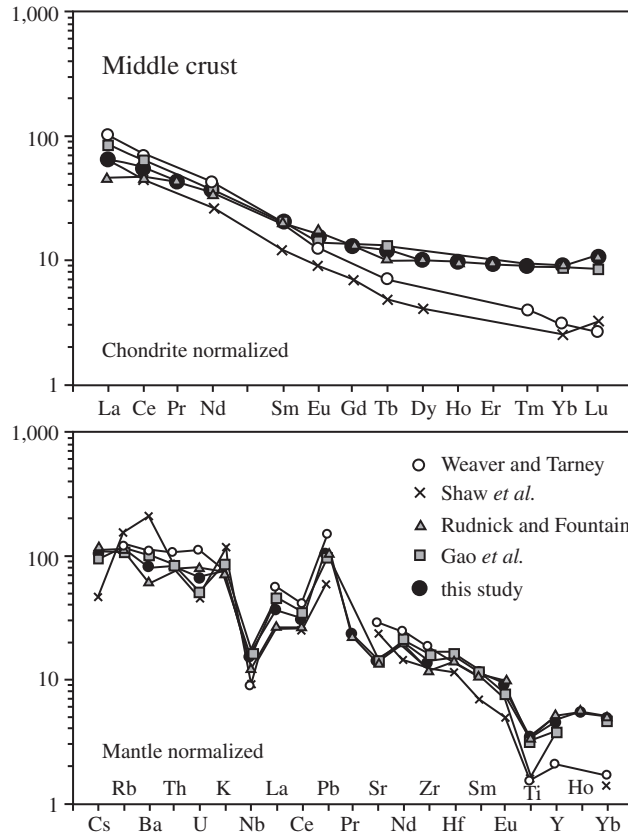 1,000
Middle crust
100
10
Chondrite normalized
1
La Ce Pr Nd Sm Eu Gd Tb Dy Ho Er Tm Yb Lu
1,000
Weaver and Tarney
Shaw et al.
100
Rudnick and Fountain
Gao et al.
this study
10
Mantle normalized
Rb Th K La Pb Sr Zr Sm Ti Ho
1
Cs Ba U Nb Ce Pr Nd Hf Eu Y Yb